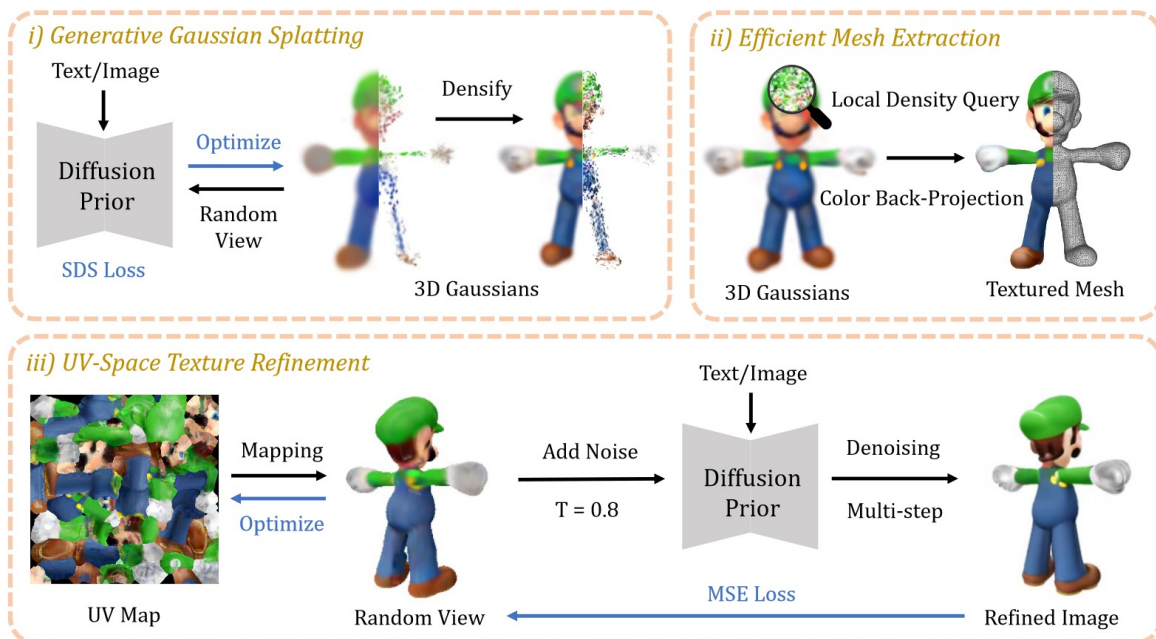 i) Generative Gaussian Splatting
Text/Image
Diffusion
Prior
SDS Loss
Optimize
Random
View
Densify
3D Gaussians
ii) Efficient Mesh Extraction
Local Density Query
Color Back-Projection
3D Gaussians
Textured Mesh
iii) UV-Space Texture Refinement
UV Map
Mapping
Optimize
Random View
Add Noise
T = 0.8
Text/Image
Diffusion
Prior
Denoising
Multi-step
MSE Loss
Refined Image